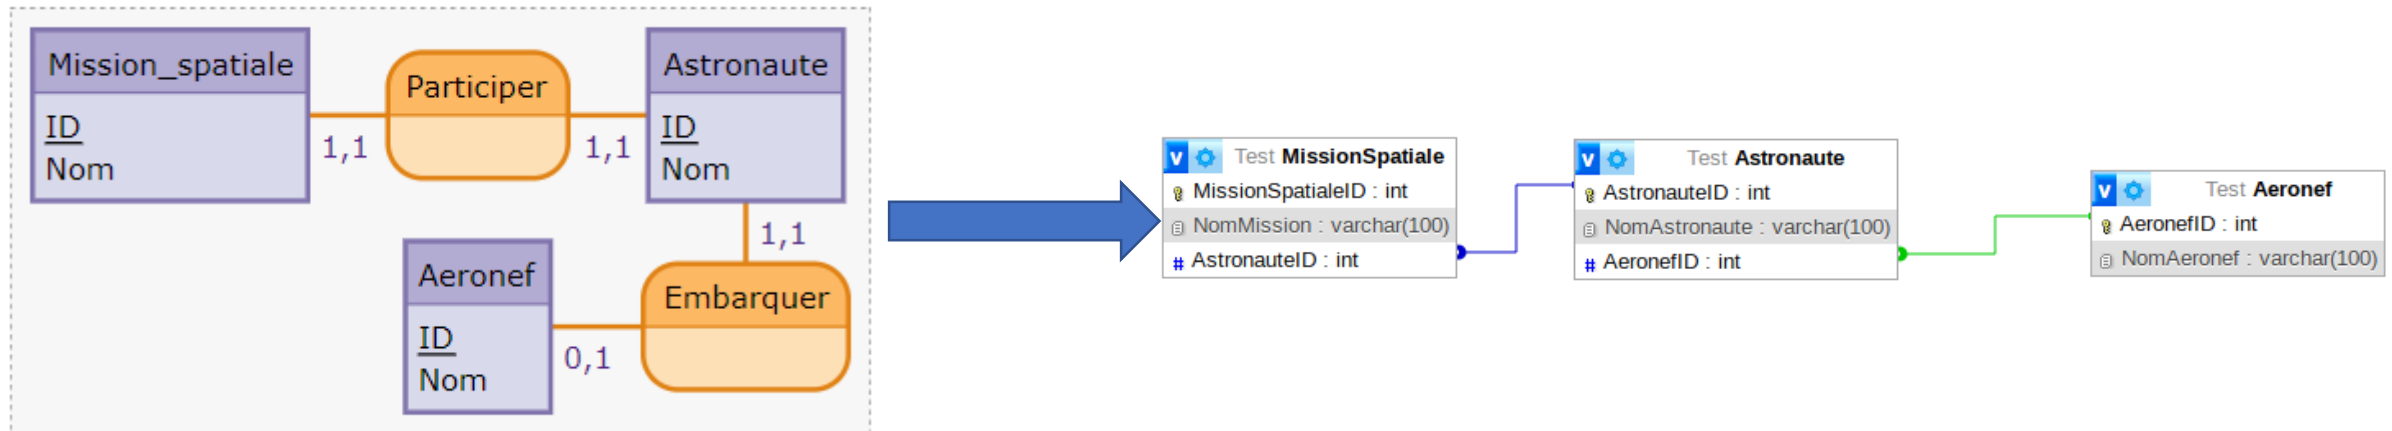 Mission_spatiale
ID
Nom
1,1
Participer
1,1
Astronaute
ID
Nom
1,1
Aeronef
ID
Nom
0,1
Embarquer
v Test MissionSpatiale
MissionSpatialeID : int
NomMission : varchar(100)
# AstronauteID : int
v Test Astronaute
AstronauteID : int
NomAstronaute : varchar(100)
# AeronefID : int
v Test Aeronef
AeronefID : int
NomAeronef : varchar(100)